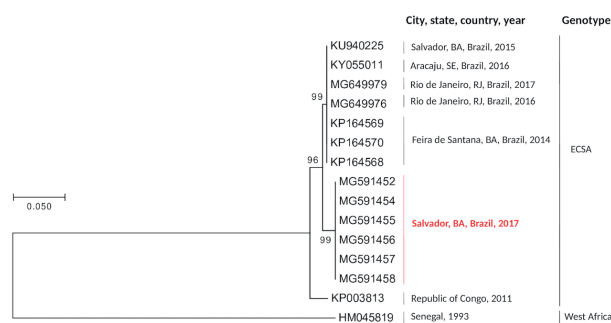 City, state, country, year Genotype
KU940225 Salvador, BA, Brazil, 2015
KY055011 Aracaju, SE, Brazil, 2016
MG649979 Rio de Janeiro, RJ, Brazil, 2017
99 MG649976 Rio de Janeiro, RJ, Brazil, 2016
KP164569
KP164570 Feira de Santana, BA, Brazil, 2014
ECSA
96 KP164568
MG591452
MG591454
0.050
MG591455 Salvador, BA, Brazil, 2017
99 MG591456
MG591457
MG591458
KP003813 Republic of Congo, 2011
HM045819 Senegal, 1993 West Africa